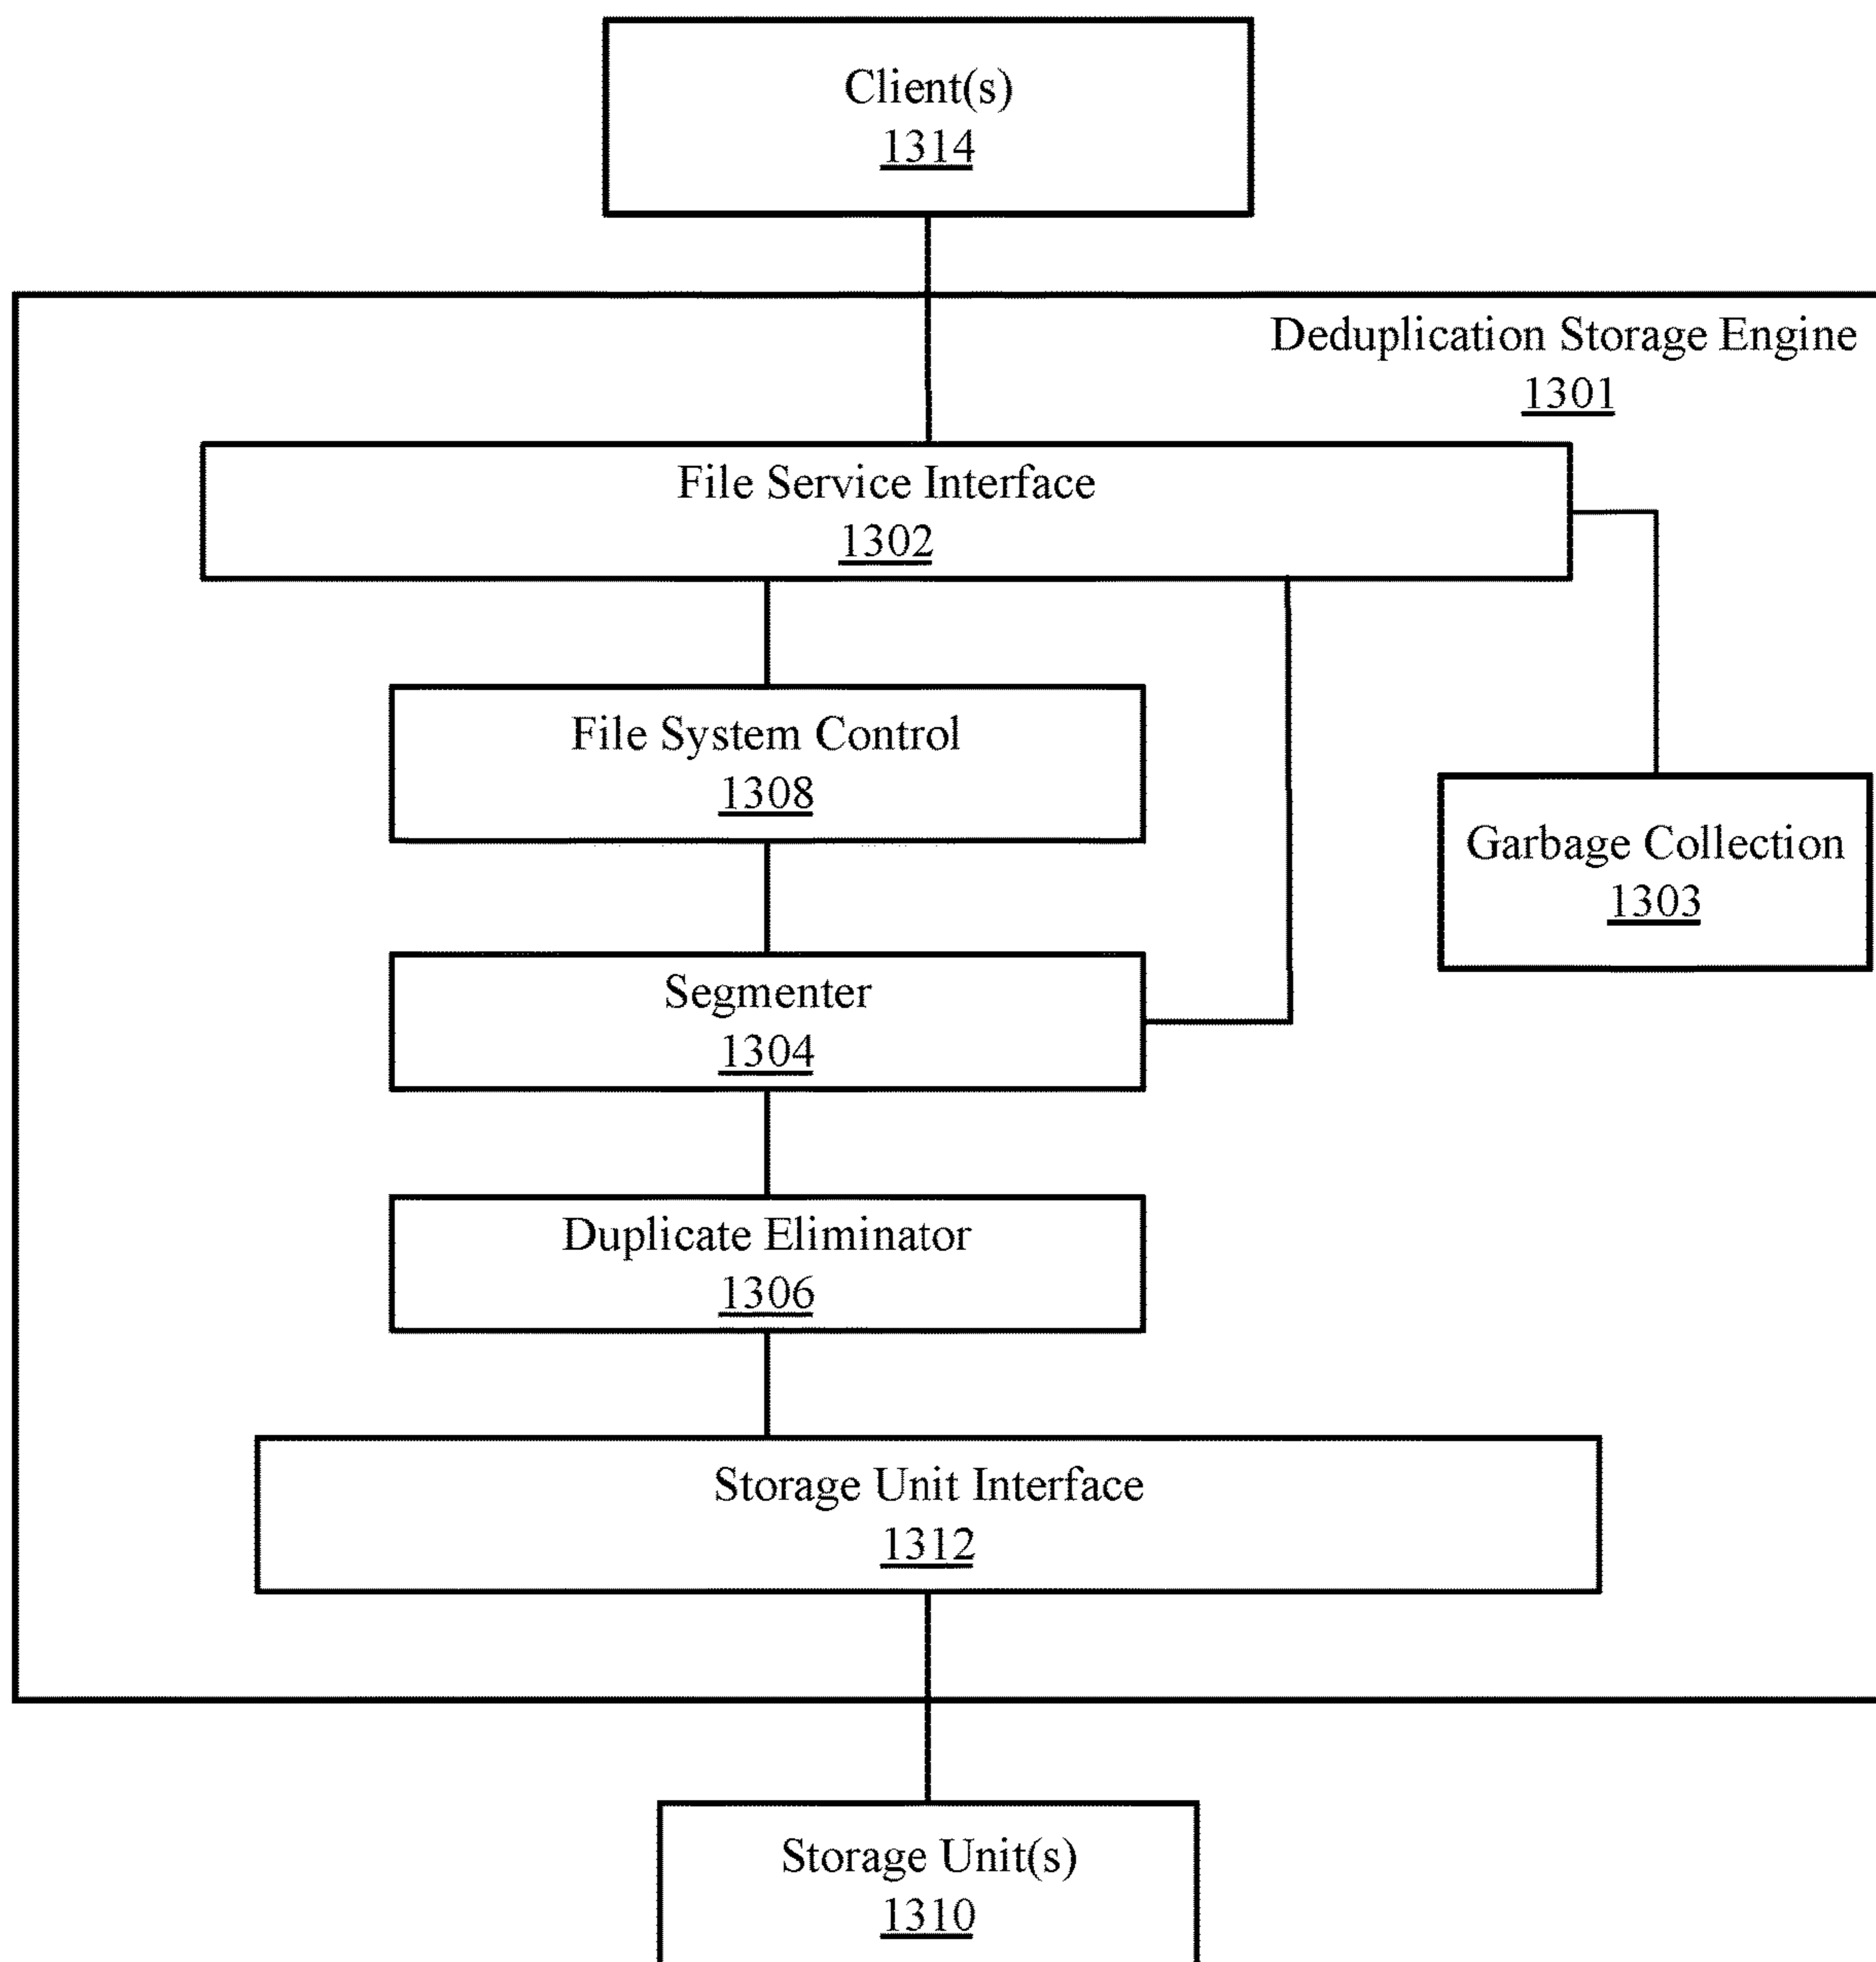 Client(s)
1314
Deduplication Storage Engine
1301
File Service Interface
1302
File System Control
1308
Garbage Collection
1303
Segmenter
1304
Duplicate Eliminator
1306
Storage Unit Interface
1312
Storage Unit(s)
1310